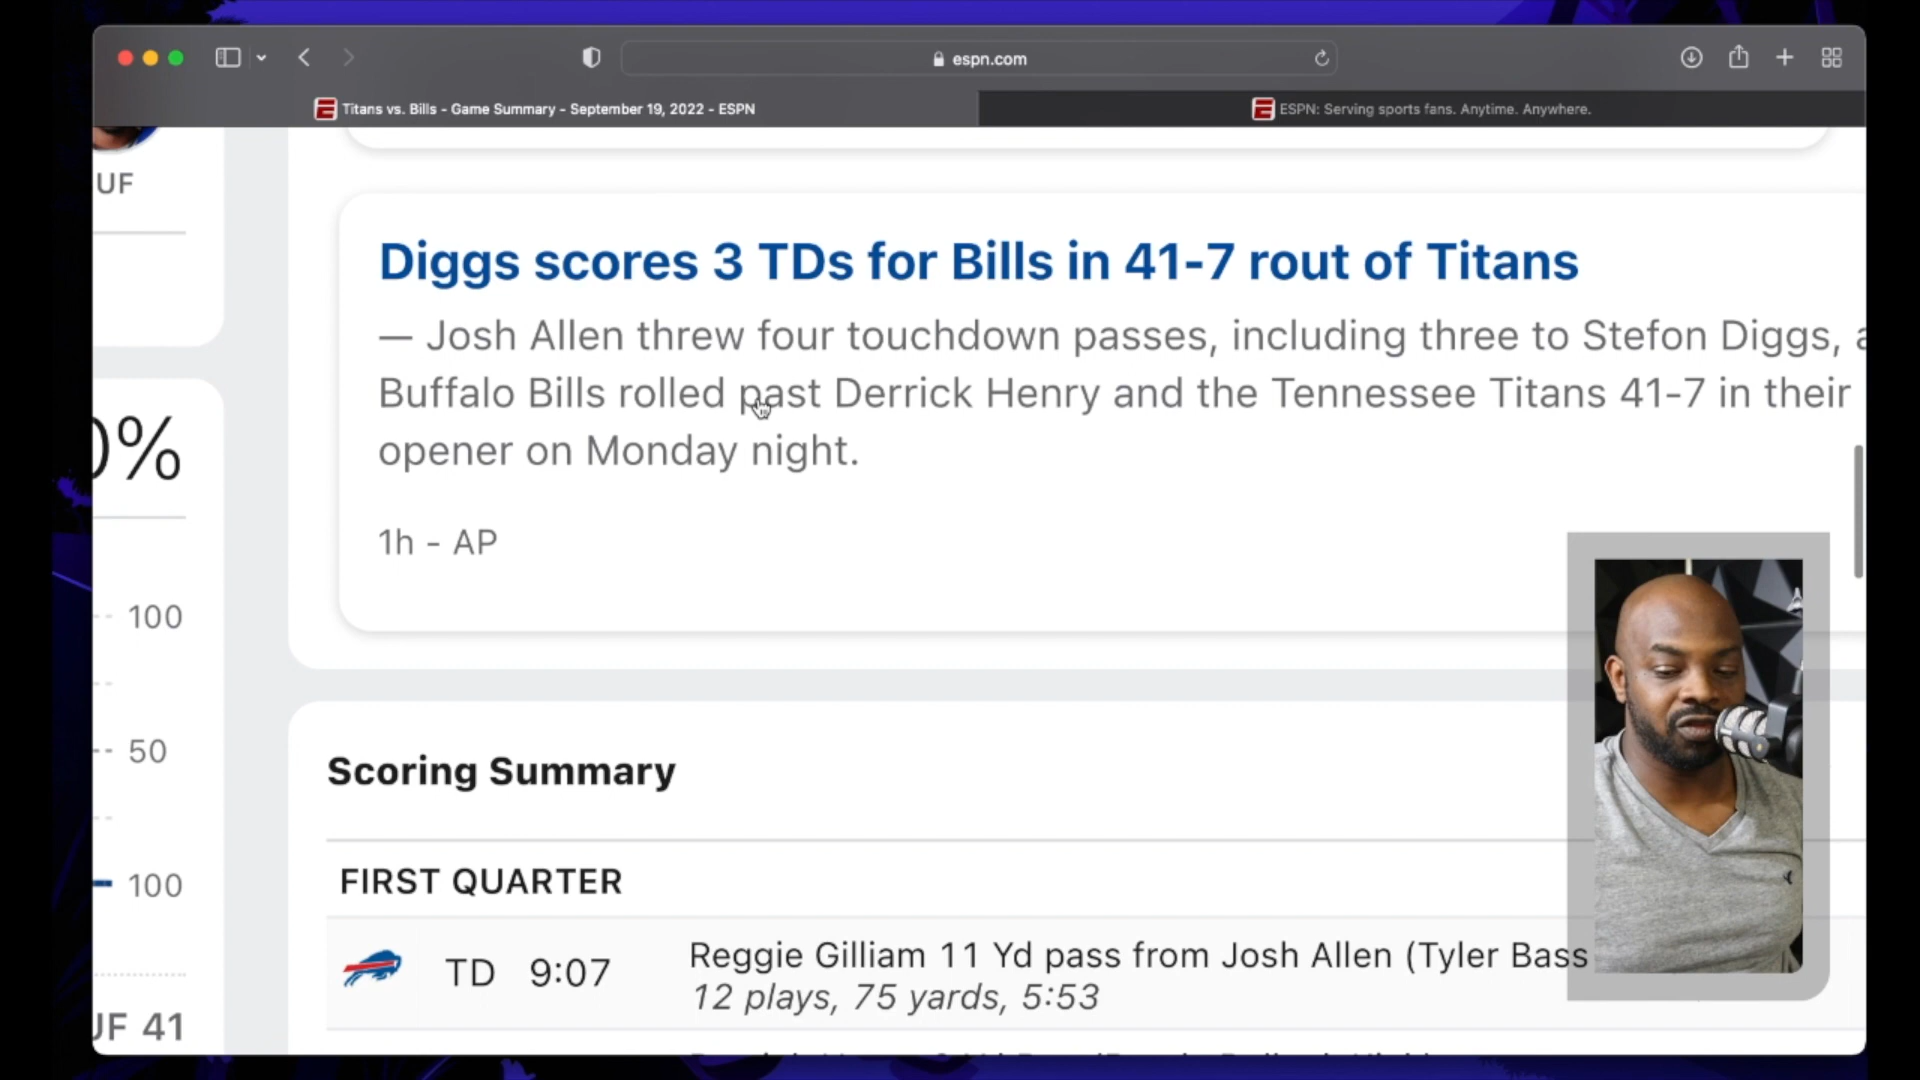 espn.com
Titans vs. Bills - Game Summary - September 19, 2022 - ESPN
ESPN: Serving sports fans. Anytime. Anywhere.
UF
Diggs scores 3 TDs for Bills in 41-7 rout of Titans
— Josh Allen threw four touchdown passes, including three to Stefon Diggs, a
Buffalo Bills rolled past Derrick Henry and the Tennessee Titans 41-7 in their
opener on Monday night.
1h - AP
0%
100
50
100
UF 41
Scoring Summary
FIRST QUARTER
TD 9:07 Reggie Gilliam 11 Yd pass from Josh Allen (Tyler Bass
12 plays, 75 yards, 5:53